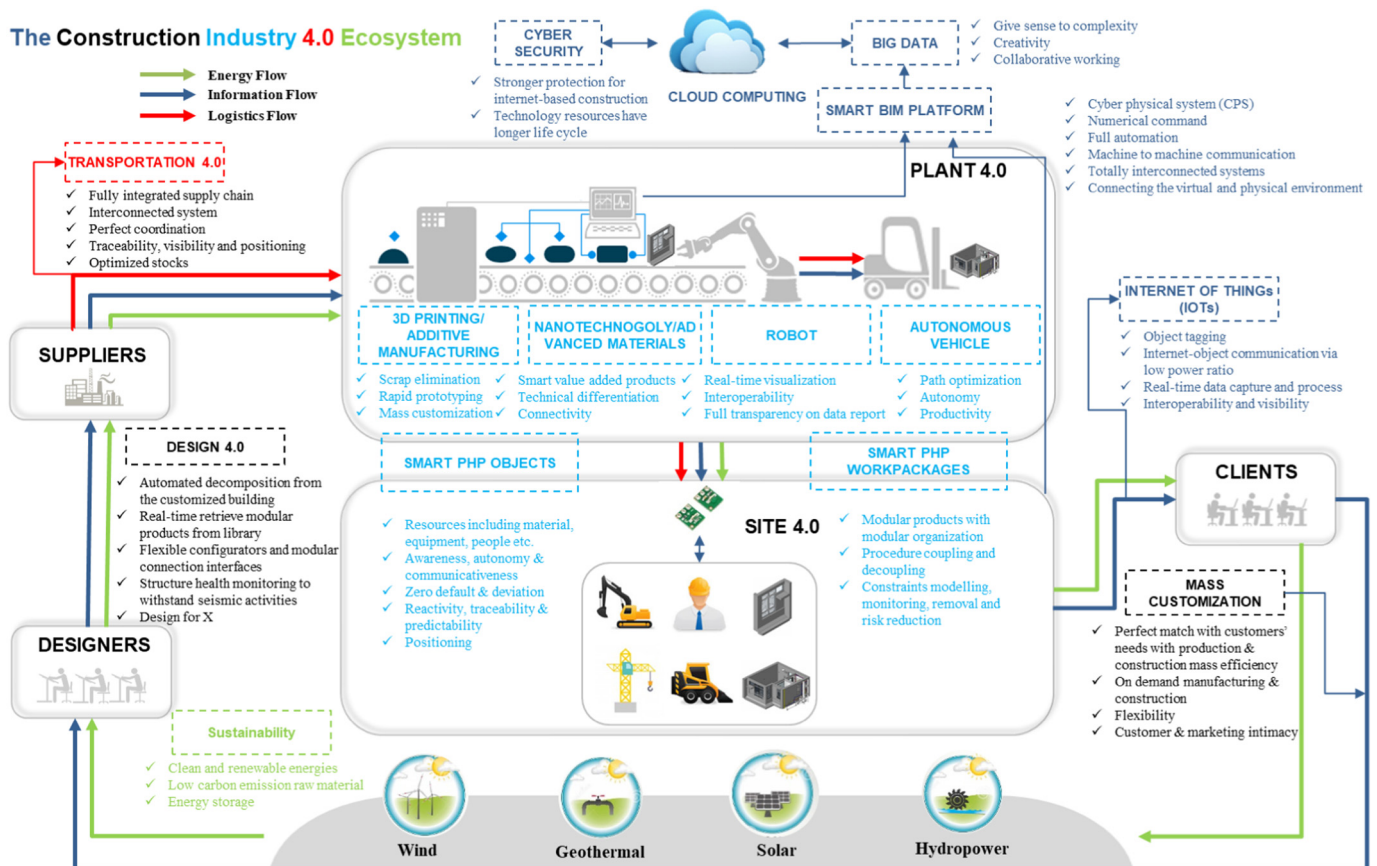 The Construction Industry 4.0 Ecosystem
Energy Flow
Information Flow
Logistics Flow
CYBER
SECURITY
Stronger protection for
internet-based construction
Technology resources have
longer life cycle
CLOUD COMPUTING
BIG DATA
Give sense to complexity
Creativity
Collaborative working
SMART BIM PLATFORM
Cyber physical system (CPS)
Numerical command
Full automation
Machine to machine communication
Totally interconnected systems
Connecting the virtual and physical environment
TRANSPORTATION 4.0
Fully integrated supply chain
Interconnected system
Perfect coordination
Traceability, visibility and positioning
Optimized stocks
PLANT 4.0
3D PRINTING/
ADDITIVE
MANUFACTURING
Scrap elimination
Rapid prototyping
Mass customization
NANOTECHNOGOLY/AD
VANCED MATERIALS
Smart value added products
Technical differentiation
Connectivity
ROBOT
Real-time visualization
Interoperability
Full transparency on data report
AUTONOMOUS
VEHICLE
Path optimization
Autonomy
Productivity
INTERNET OF THINGs
(IOTs)
Object tagging
Internet-object communication via
low power ratio
Real-time data capture and process
Interoperability and visibility
SUPPLIERS
DESIGN 4.0
Automated decomposition from
the customized building
Real-time retrieve modular
products from library
Flexible configurators and modular
connection interfaces
Structure health monitoring to
withstand seismic activities
Design for X
DESIGNERS
SMART PHP OBJECTS
Resources including material,
equipment, people etc.
Awareness, autonomy &
communicativeness
Zero default & deviation
Reactivity, traceability &
predictability
Positioning
SITE 4.0
SMART PHP
WORKPACKAGES
Modular products with
modular organization
Procedure coupling and
decoupling
Constraints modelling,
monitoring, removal and
risk reduction
CLIENTS
MASS
CUSTOMIZATION
Perfect match with customers'
needs with production &
construction mass efficiency
On demand manufacturing &
construction
Flexibility
Customer & marketing intimacy
Sustainability
Clean and renewable energies
Low carbon emission raw material
Energy storage
Wind
Geothermal
Solar
Hydropower